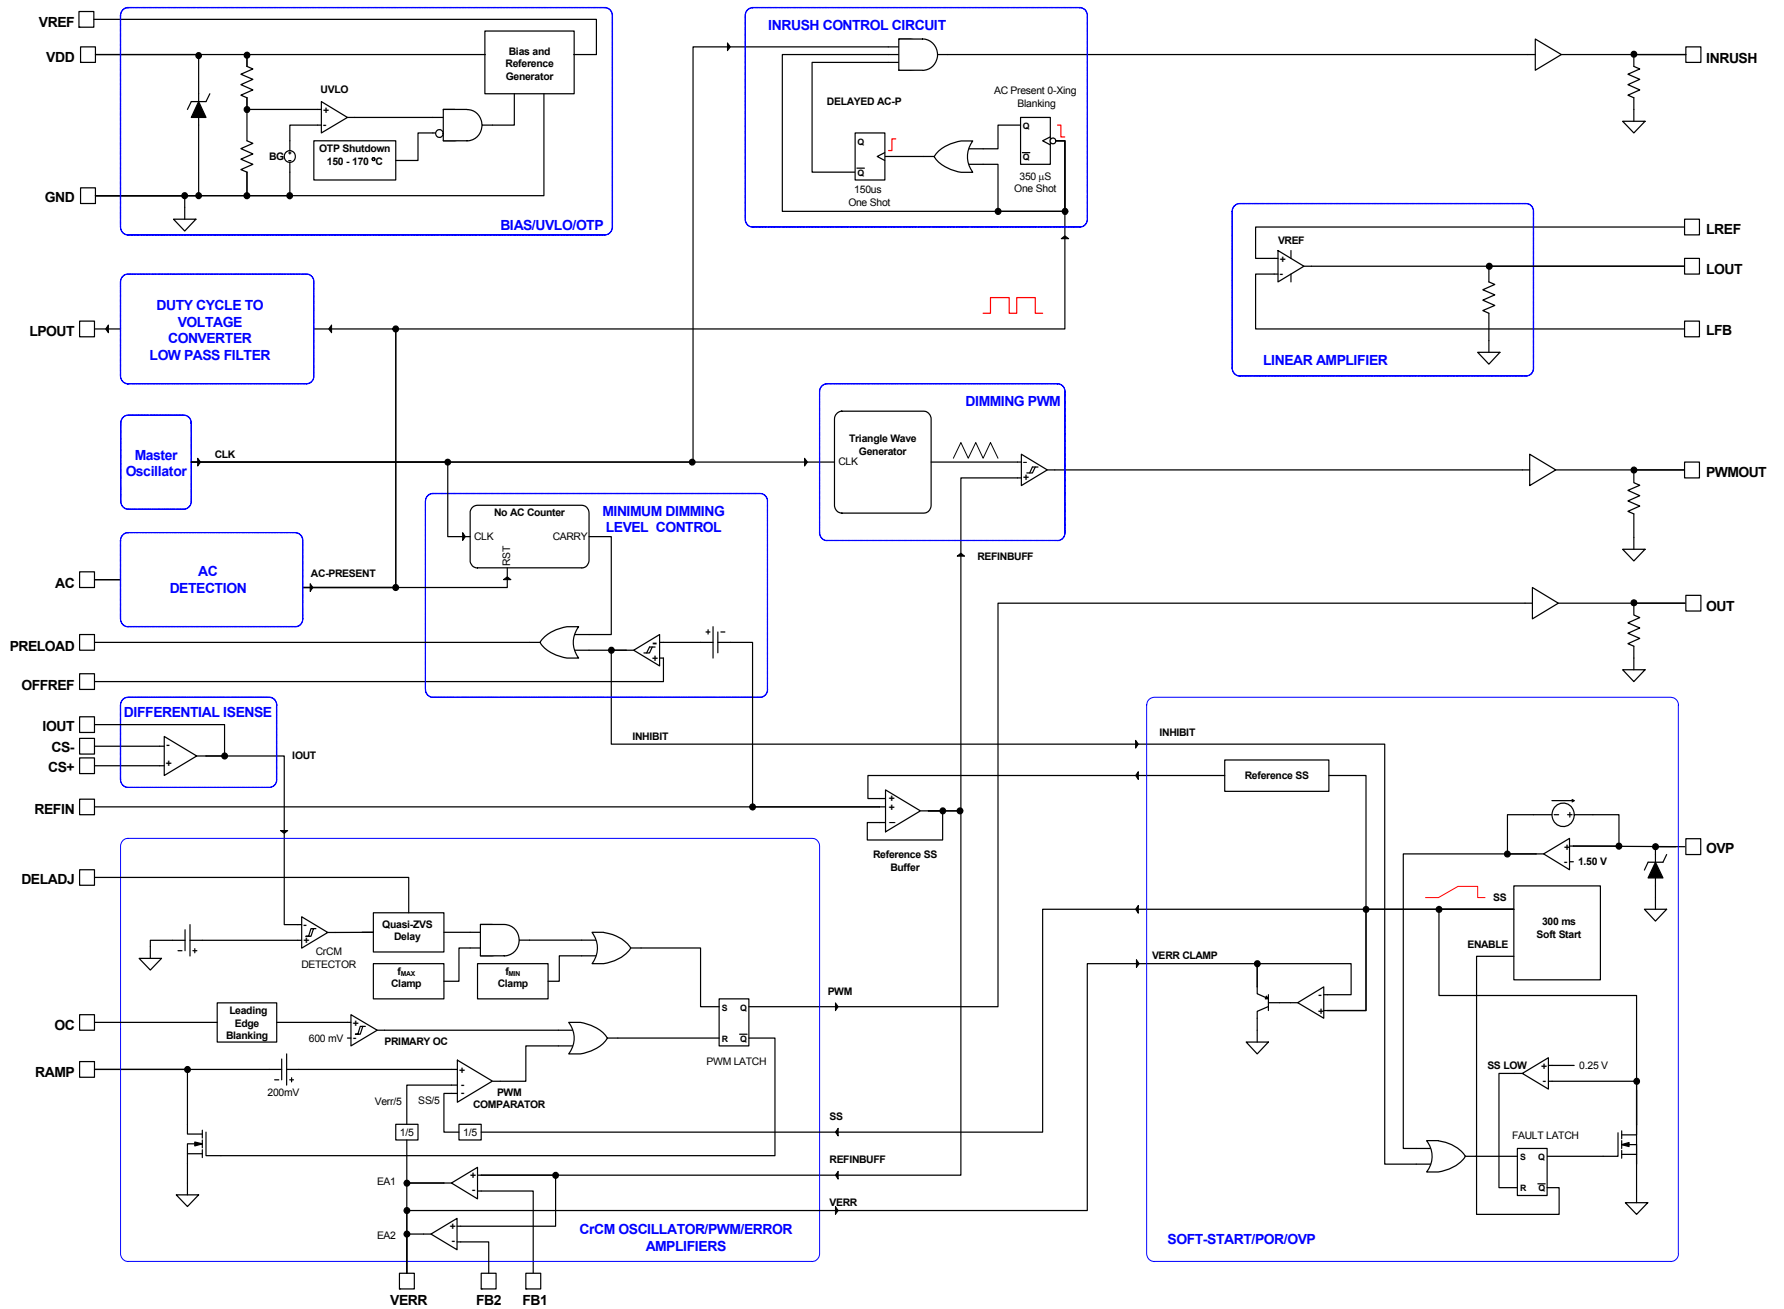 VREF
VDD
GND
Bias and
Reference
Generator
UVLO
+
-
BG
OTP Shutdown
150 - 170 ºC
BIAS/UVLO/OTP
INRUSH CONTROL CIRCUIT
DELAYED AC-P
AC Present 0-Xing
Blanking
Q
Q
150us
One Shot
Q
Q
350 µS
One Shot
INRUSH
LREF
VREF
+
-
LOUT
LFB
LINEAR AMPLIFIER
LPOUT
DUTY CYCLE TO
VOLTAGE
CONVERTER
LOW PASS FILTER
Master
Oscillator
CLK
DIMMING PWM
Triangle Wave
Generator
CLK
-
+
PWMOUT
REFINBUFF
MINIMUM DIMMING
LEVEL CONTROL
No AC Counter
CLK
CARRY
RST
AC
AC
DETECTION
AC-PRESENT
OUT
PRELOAD
+
-
-
+
OFFREF
DIFFERENTIAL ISENSE
IOUT
CS-
CS+
-
+
IOUT
INHIBIT
INHIBIT
REFIN
+
+
-
Reference SS
Buffer
Reference SS
-
+
+
-
1.50 V
OVP
SS
300 ms
Soft Start
ENABLE
DELADJ
-
+
-
+
CrCM
DETECTOR
Quasi-ZVS
Delay
fMAX
Clamp
fMIN
Clamp
VERR CLAMP
-
+
PWM
S
Q
R
Q
PWM LATCH
OC
Leading
Edge
Blanking
600 mV
+
-
PRIMARY OC
RAMP
-
+
200mV
+
-
-
PWM
COMPARATOR
Verr/5
SS/5
1/5
1/5
SS
SS LOW
+
-
0.25 V
FAULT LATCH
S
Q
R
Q
REFINBUFF
EA1
+
-
VERR
EA2
+
-
CrCM OSCILLATOR/PWM/ERROR
AMPLIFIERS
SOFT-START/POR/OVP
VERR
FB2
FB1